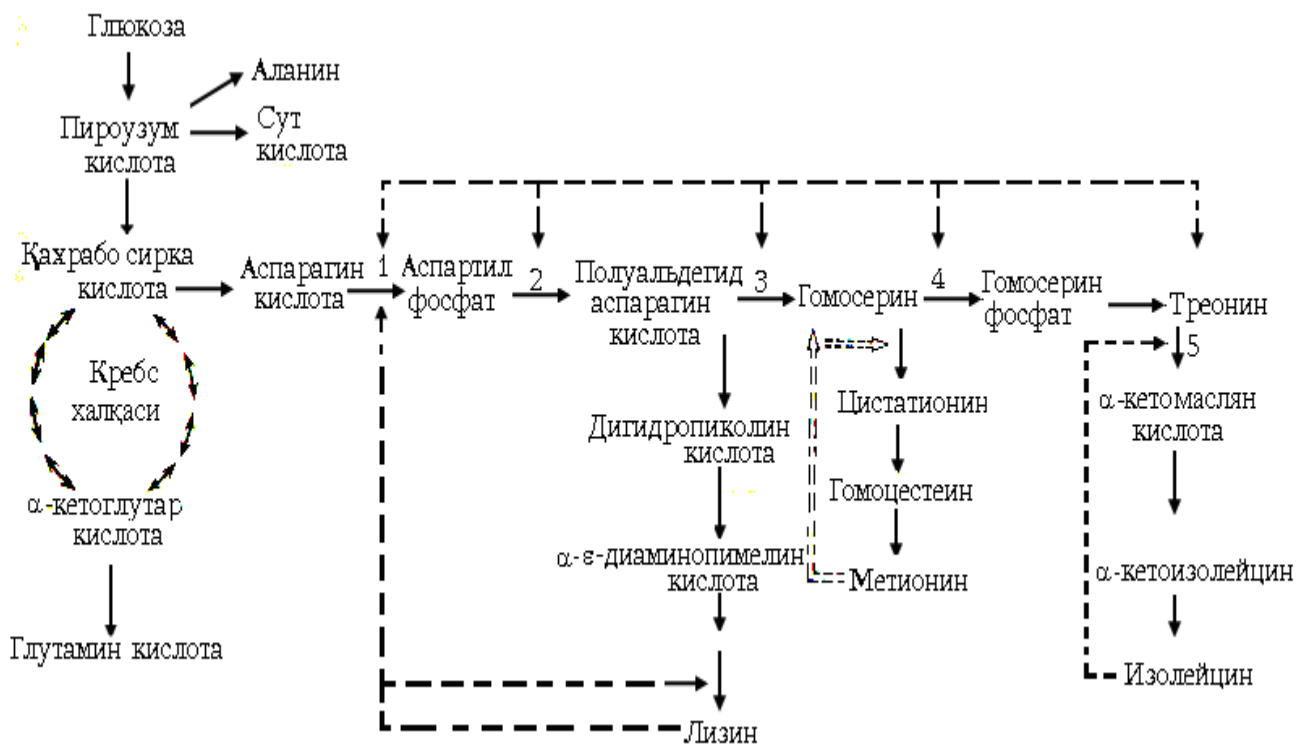 Глюкоза
Аланин
Пироузум
кислота
Сут
кислота
Қахрабо сирка
кислота
Аспарагин
кислота
1
Аспартил
фосфат
2
Полуальдегид
аспарагин
кислота
3
Гомосерин
4
Гомосерин
фосфат
Треонин
5
Кребс
халқаси
α-кетоглутар
кислота
Глутамин кислота
Дигидропиколин
кислота
α-ε-диаминопимелин
кислота
Лизин
Цистатионин
Гомоцестеин
Метионин
α-кетомаслян
кислота
α-кетоизолейцин
Изолейцин